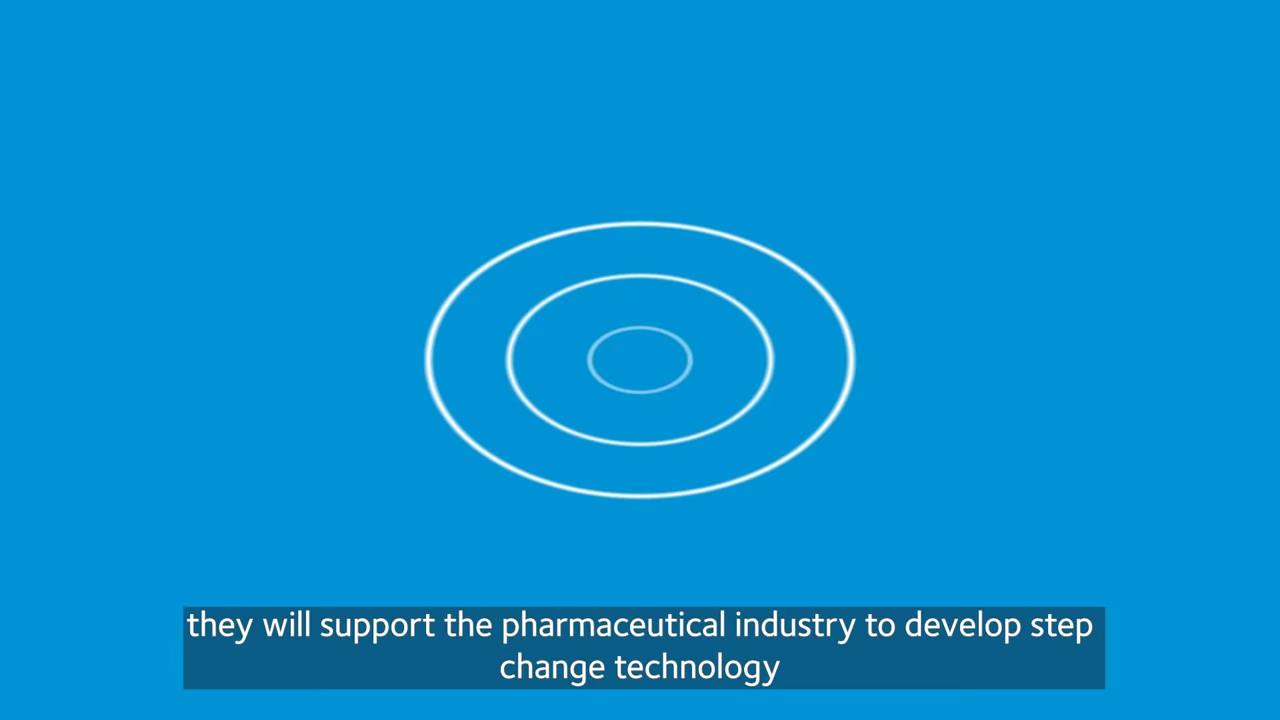 they will support the pharmaceutical industry to develop step
change technology